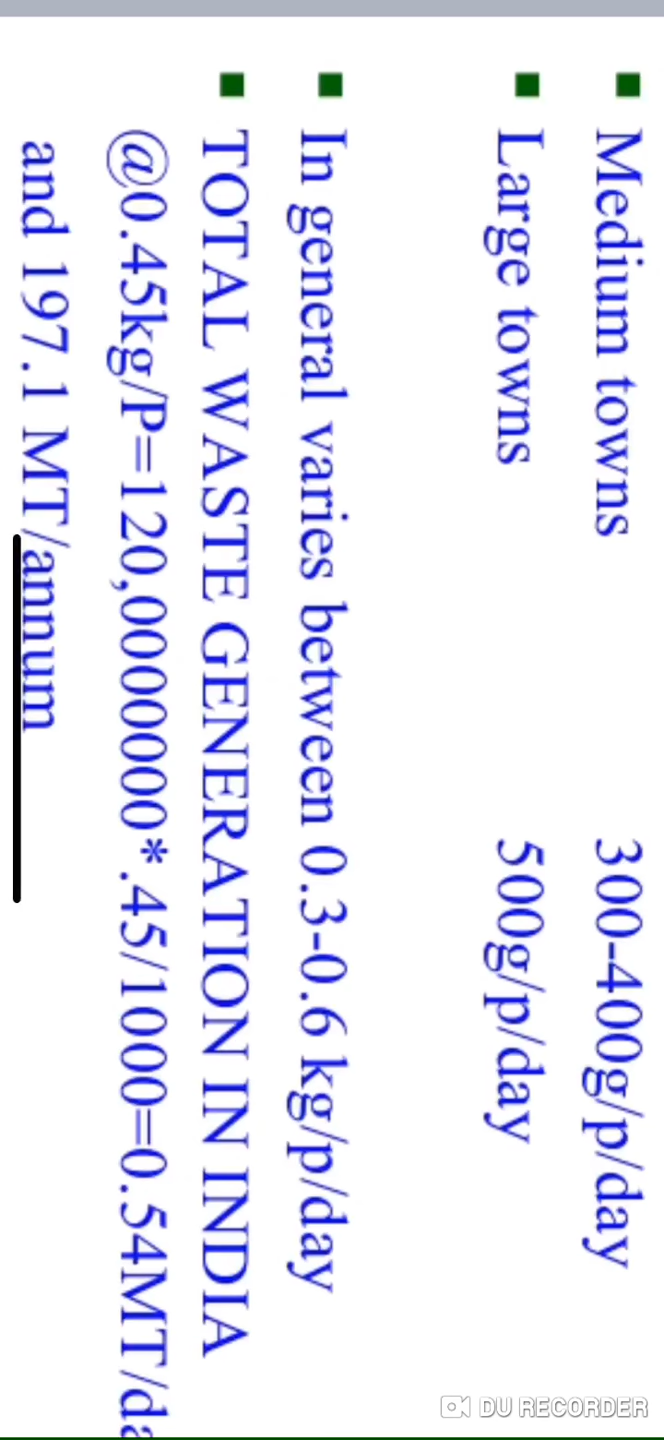 Medium towns 300-400g/p/day
Large towns 500g/p/day
In general varies between 0.3-0.6 kg/p/day
TOTAL WASTE GENERATION IN INDIA
@0.45kg/P=120,0000000*.45/1000=0.54MT/da
and 197.1 MT/annum
DU RECORDER